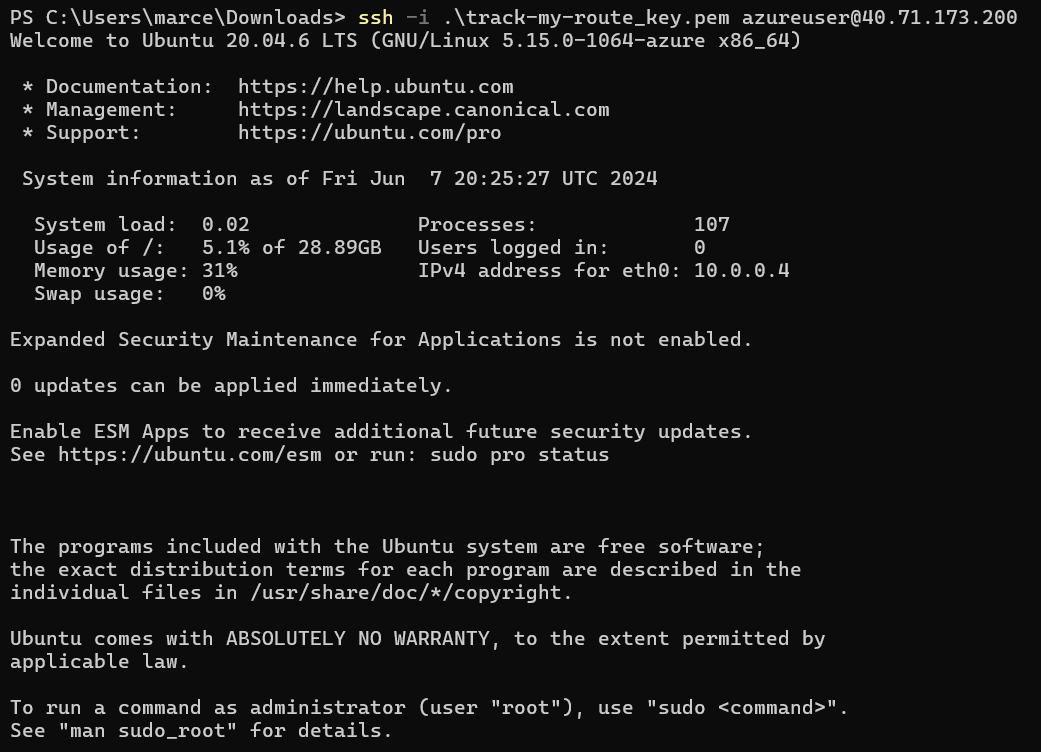 PS C:\Users\marce\Downloads> ssh -i .\track-my-route_key.pem azureuser@40.71.173.200
Welcome to Ubuntu 20.04.6 LTS (GNU/Linux 5.15.0-1064-azure x86_64)

 * Documentation:  https://help.ubuntu.com
 * Management:     https://landscape.canonical.com
 * Support:        https://ubuntu.com/pro

 System information as of Fri Jun  7 20:25:27 UTC 2024

  System load:  0.02              Processes:             107
  Usage of /:   5.1% of 28.89GB   Users logged in:       0
  Memory usage: 31%               IPv4 address for eth0: 10.0.0.4
  Swap usage:   0%

Expanded Security Maintenance for Applications is not enabled.

0 updates can be applied immediately.

Enable ESM Apps to receive additional future security updates.
See https://ubuntu.com/esm or run: sudo pro status

The programs included with the Ubuntu system are free software;
the exact distribution terms for each program are described in the
individual files in /usr/share/doc/*/copyright.

Ubuntu comes with ABSOLUTELY NO WARRANTY, to the extent permitted by
applicable law.

To run a command as administrator (user "root"), use "sudo <command>".
See "man sudo_root" for details.